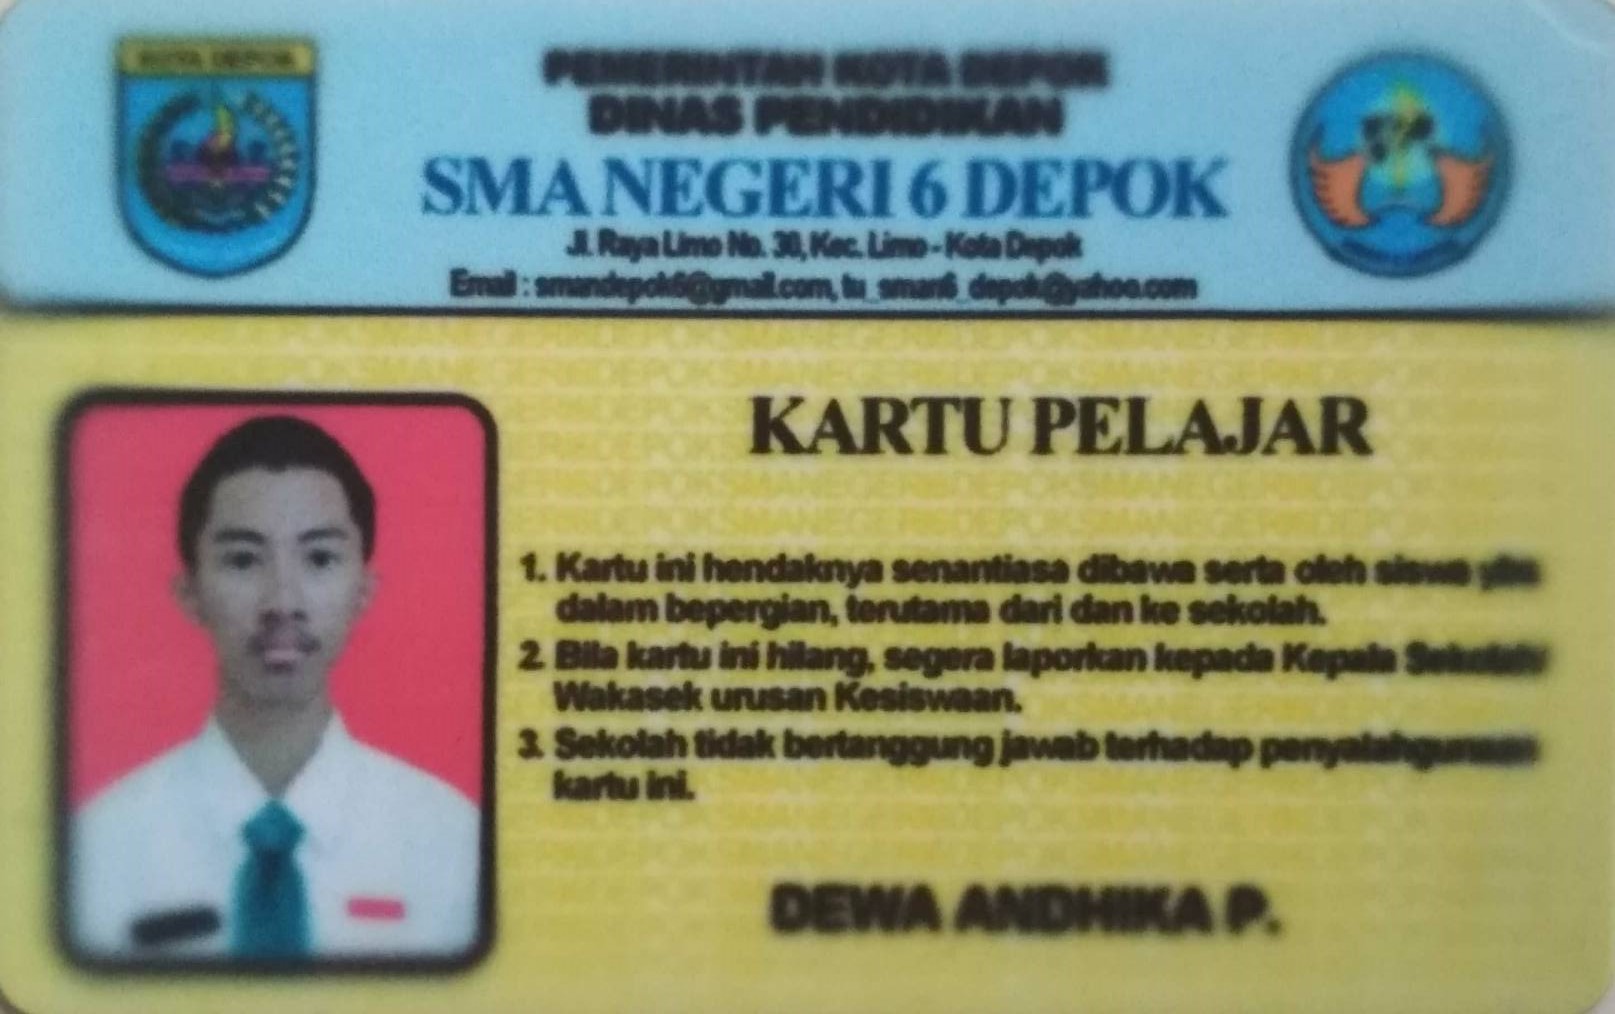 KOTA DEPOK
PEMERINTAH KOTA DEPOK
DINAS PENDIDIKAN
SMA NEGERI 6 DEPOK
Jl. Raya Limo No. 30, Kec. Limo - Kota Depok
Email : smandepok6@gmail.com, tu_sman6_depok@yahoo.com
KARTU PELAJAR
1. Kartu ini hendaknya senantiasa dibawa serta oleh siswa ybs
dalam bepergian, terutama dari dan ke sekolah.
2. Bila kartu ini hilang, segera laporkan kepada Kepala Sekolah/
Wakasek urusan Kesiswaan.
3. Sekolah tidak bertanggung jawab terhadap penyalahgunaan
kartu ini.
DEWA ANDHIKA P.